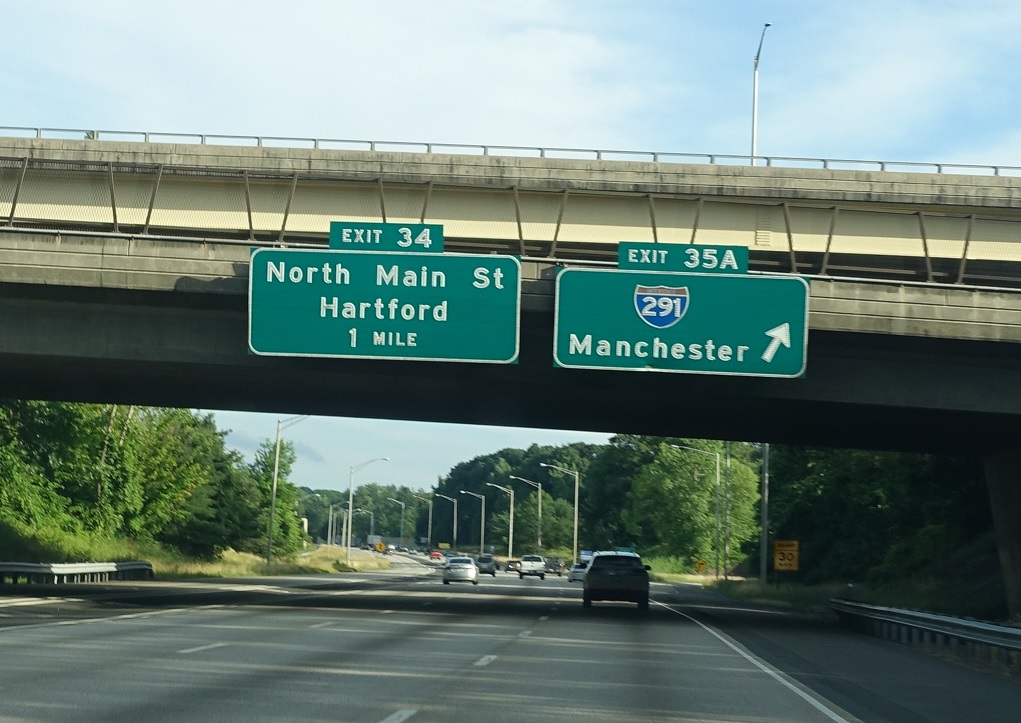 EXIT 34
North Main St
Hartford
1 MILE
EXIT 35A
291
Manchester
30